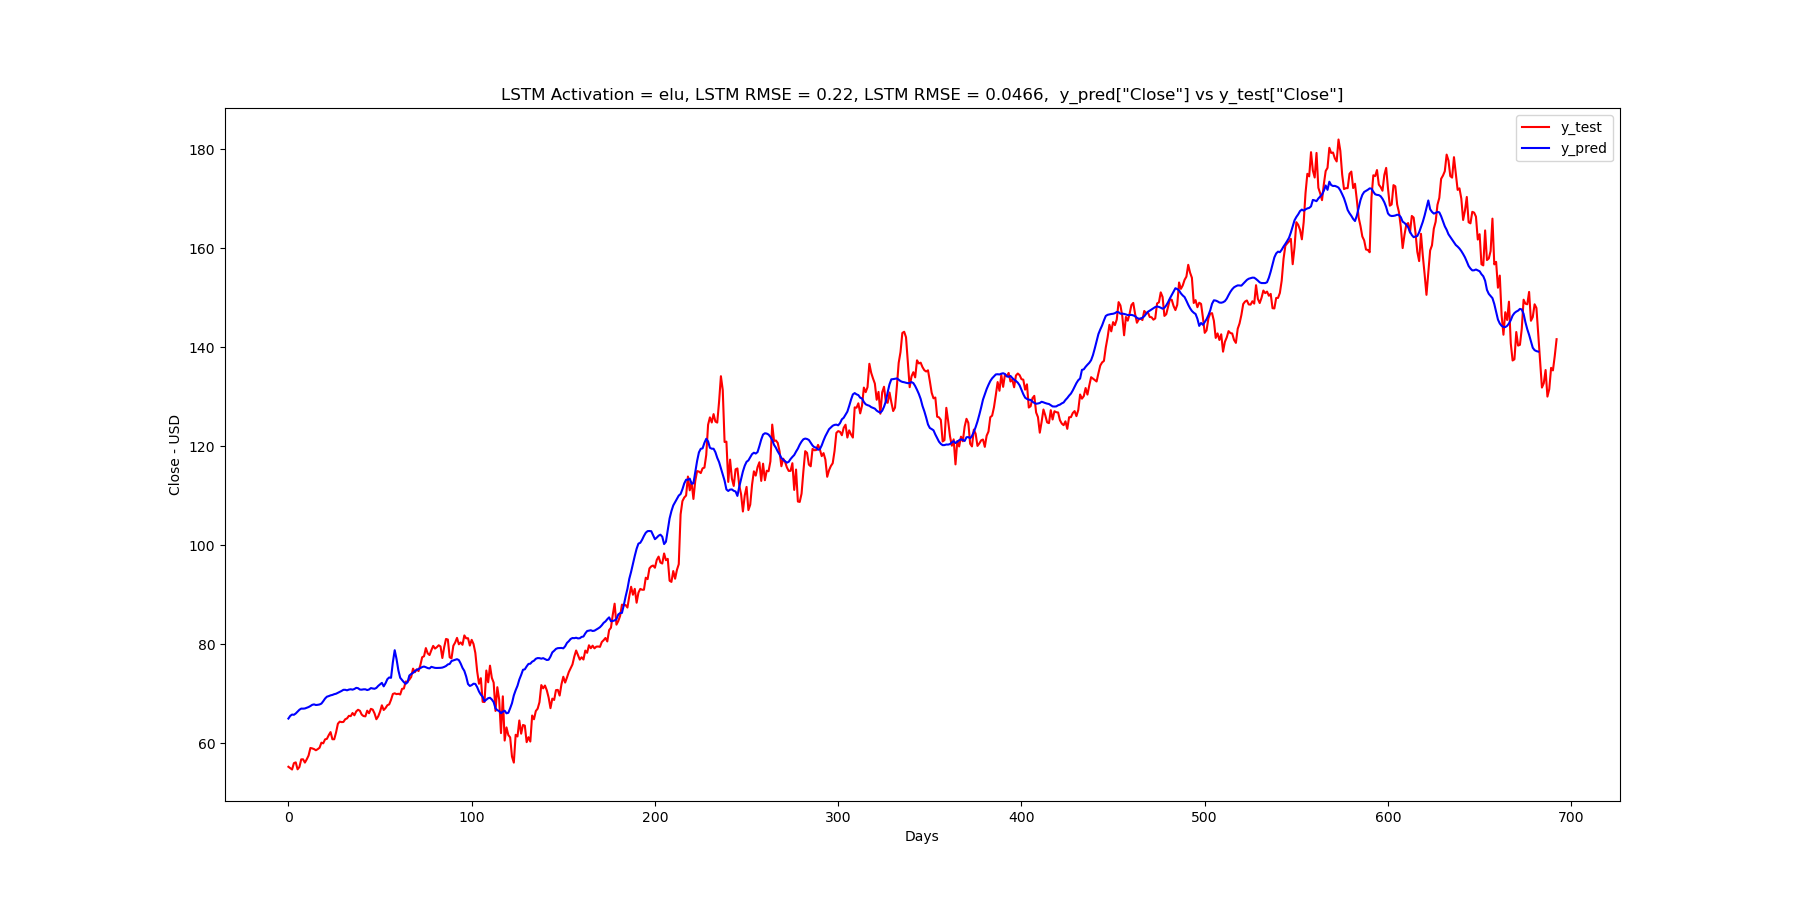 LSTM Activation = elu, LSTM RMSE = 0.22, LSTM RMSE = 0.0466,  y_pred["Close"] vs y_test["Close"]
y_test
y_pred
180
160
140
120
100
80
60
Close - USD
0 100 200 300 400 500 600 700
Days